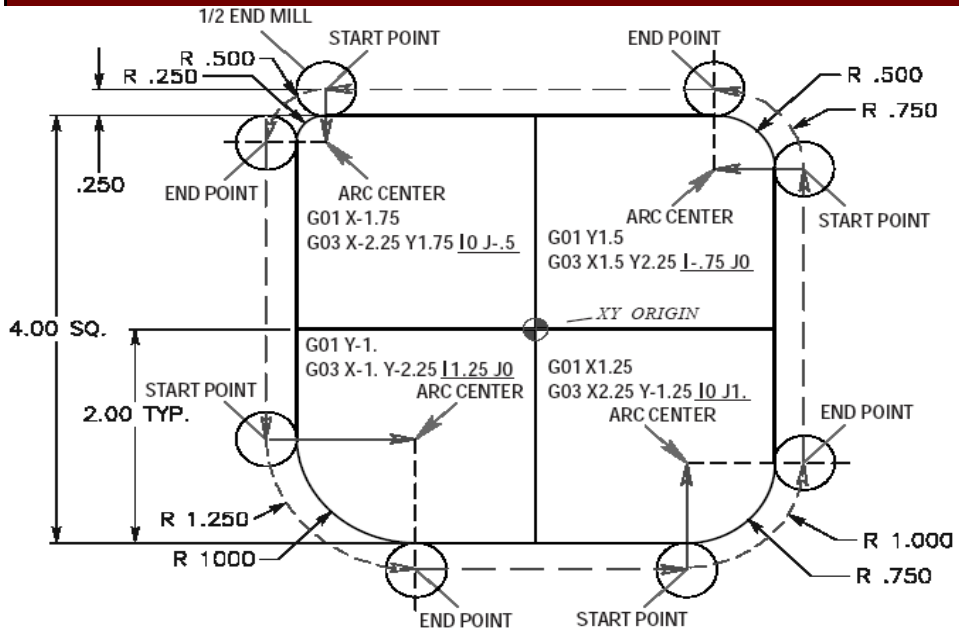 1/2 END MILL
START POINT
END POINT
R .500
R .250
R .500
R .750
.250
END POINT
ARC CENTER
G01 X-1.75
G03 X-2.25 Y1.75 I0 J-.5
ARC CENTER
G01 Y1.5
G03 X1.5 Y2.25 I-.75 J0
START POINT
4.00 SQ.
XY ORIGIN
G01 Y-1.
G03 X-1. Y-2.25 I1.25 J0
ARC CENTER
G01 X1.25
G03 X2.25 Y-1.25 I0 J1.
ARC CENTER
START POINT
2.00 TYP.
END POINT
R 1.250
R 1000
R 1.000
R .750
END POINT
START POINT